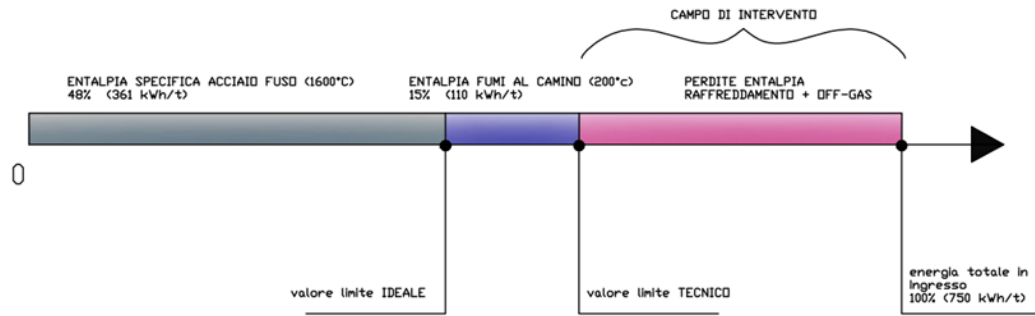 CAMPO DI INTERVENTO
ENTALPIA SPECIFICA ACCIAIO FUSO (1600°C)
48% (361 kWh/t)
ENTALPIA FUMI AL CAMINO (200°c)
15% (110 kWh/t)
PERDITE ENTALPIA
RAFFREDDAMENTO + OFF-GAS
0
valore limite IDEALE
valore limite TECNICO
energia totale in
ingresso
100% (750 kWh/t)